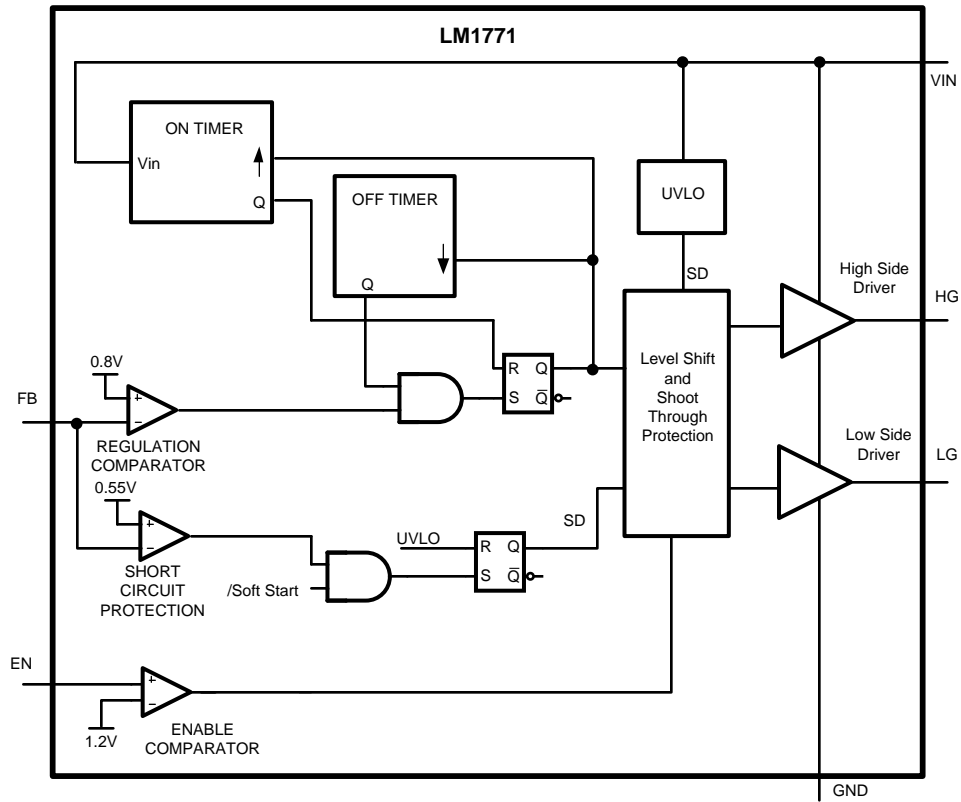 LM1771
VIN
ON TIMER
Vin
Q
OFF TIMER
Q
UVLO
SD
High Side
Driver
HG
0.8V
+
−
FB
REGULATION
COMPARATOR
R Q
S Q̅
Level Shift
and
Shoot
Through
Protection
Low Side
Driver
LG
0.55V
+
−
SHORT
CIRCUIT
PROTECTION
/Soft Start
UVLO
R Q
S Q̅
SD
EN
+
−
1.2V
ENABLE
COMPARATOR
GND